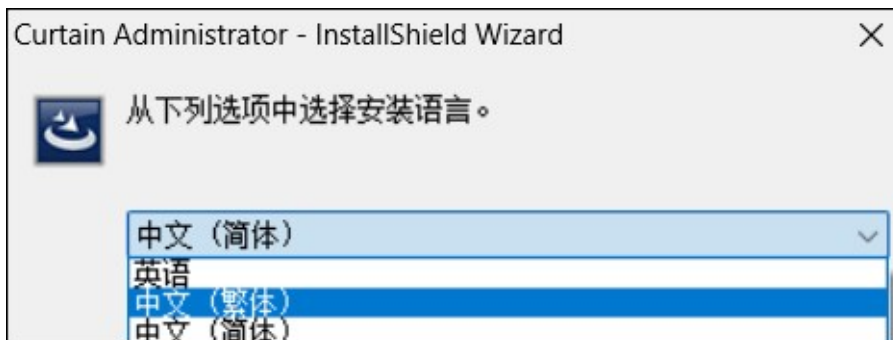 Curtain Administrator - InstallShield Wizard
从下列选项中选择安装语言。
中文（简体）
英语
中文（繁体）
中文（简体）